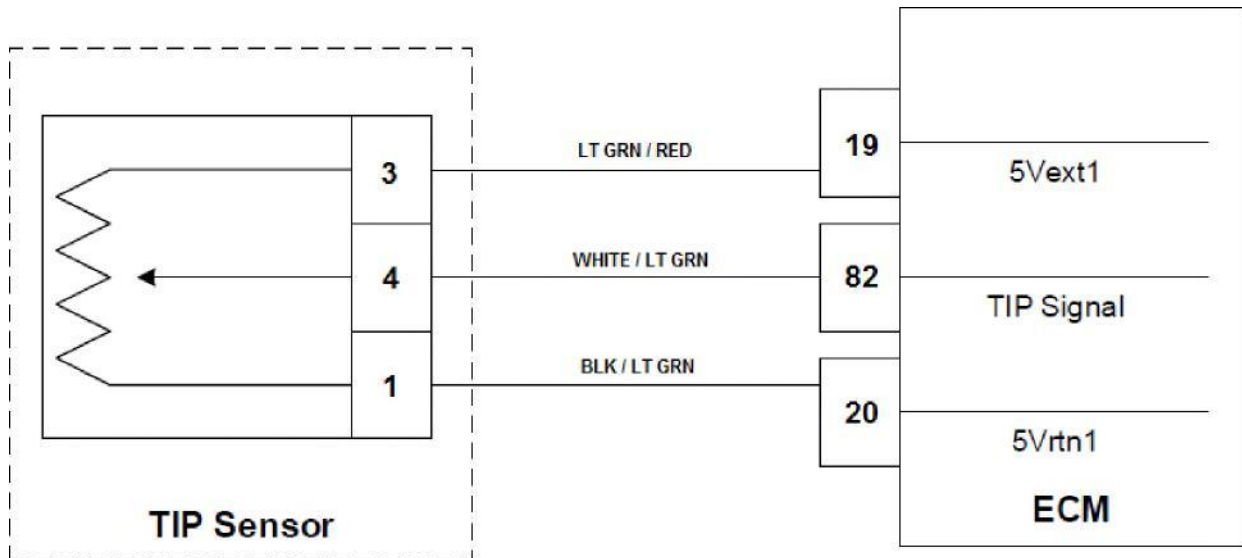 LT GRN / RED
3
19
5Vext1
WHITE / LT GRN
4
82
TIP Signal
BLK / LT GRN
1
20
5Vrtn1
TIP Sensor
ECM